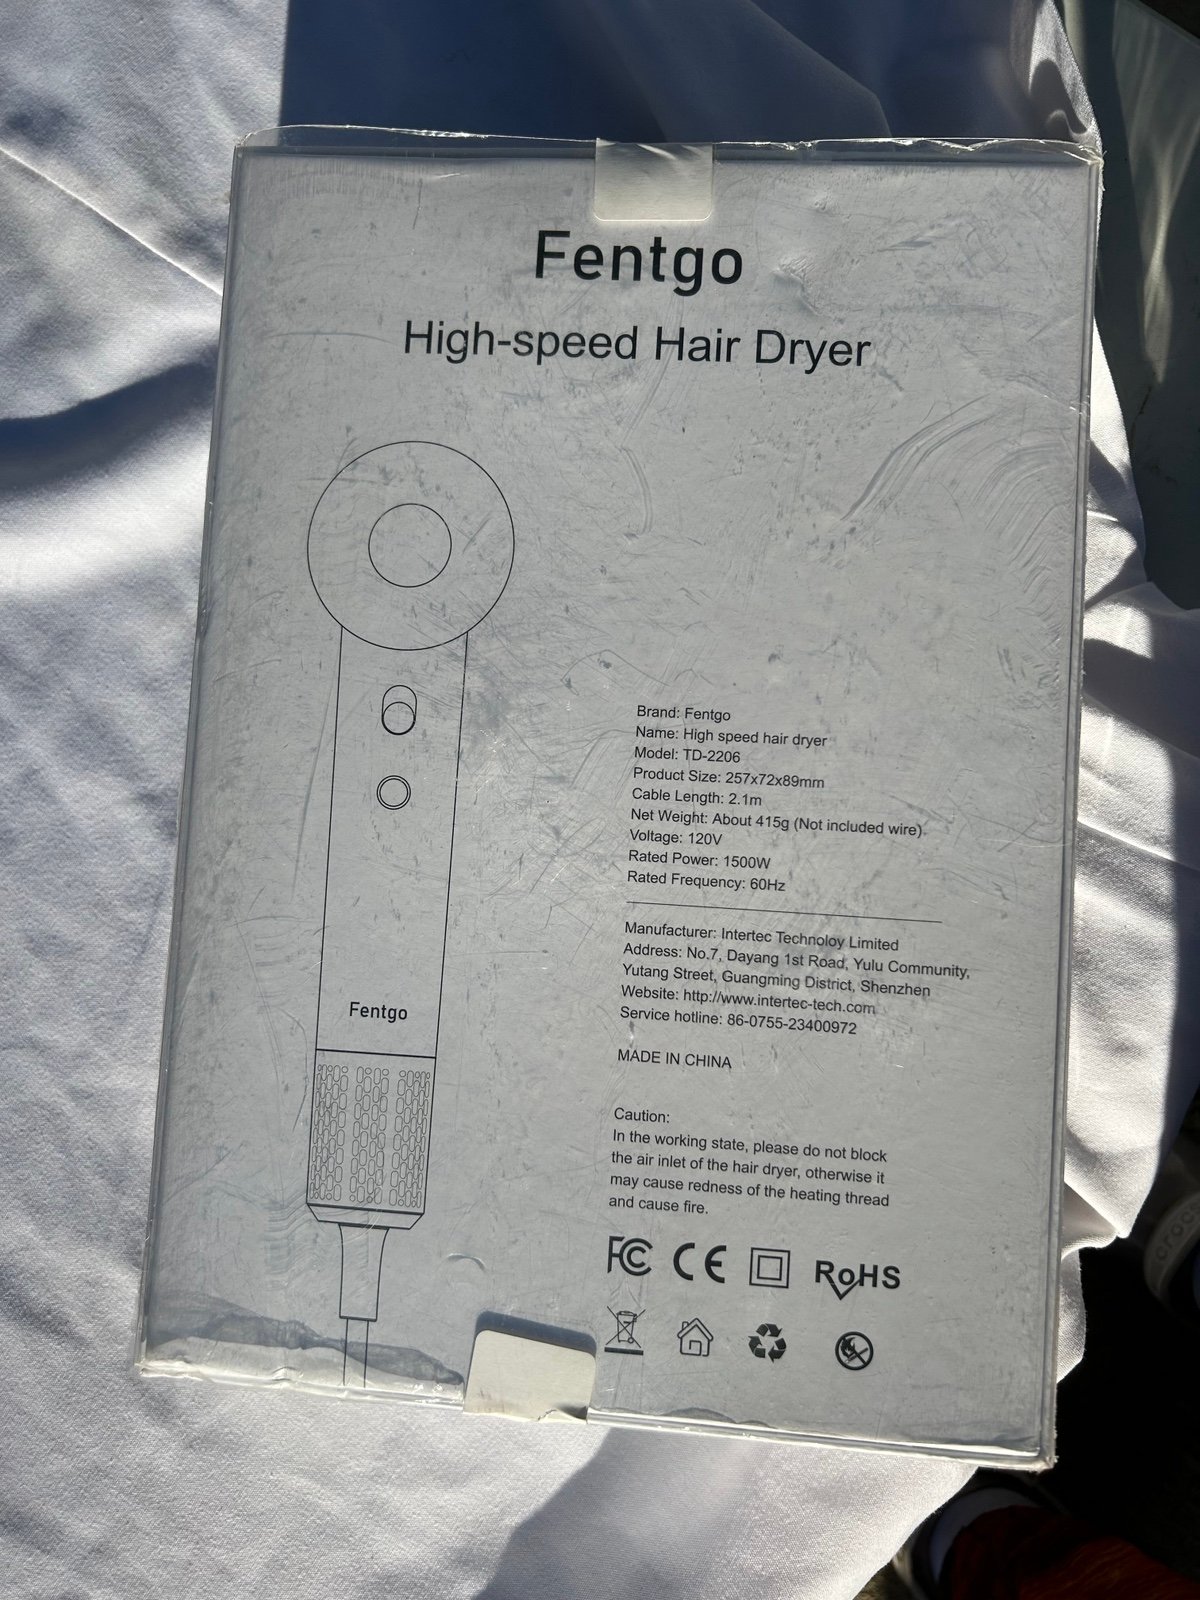 Fentgo
High-speed Hair Dryer
Fentgo
Brand: Fentgo
Name: High speed hair dryer
Model: TD-2206
Product Size: 257x72x89mm
Cable Length: 2.1m
Net Weight: About 415g (Not included wire)
Voltage: 120V
Rated Power: 1500W
Rated Frequency: 60Hz
Manufacturer: Intertec Technoloy Limited
Address: No.7, Dayang 1st Road, Yulu Community,
Yutang Street, Guangming District, Shenzhen
Website: http://www.intertec-tech.com
Service hotline: 86-0755-23400972
MADE IN CHINA
Caution:
In the working state, please do not block
the air inlet of the hair dryer, otherwise it
may cause redness of the heating thread
and cause fire.
FC CE RoHS